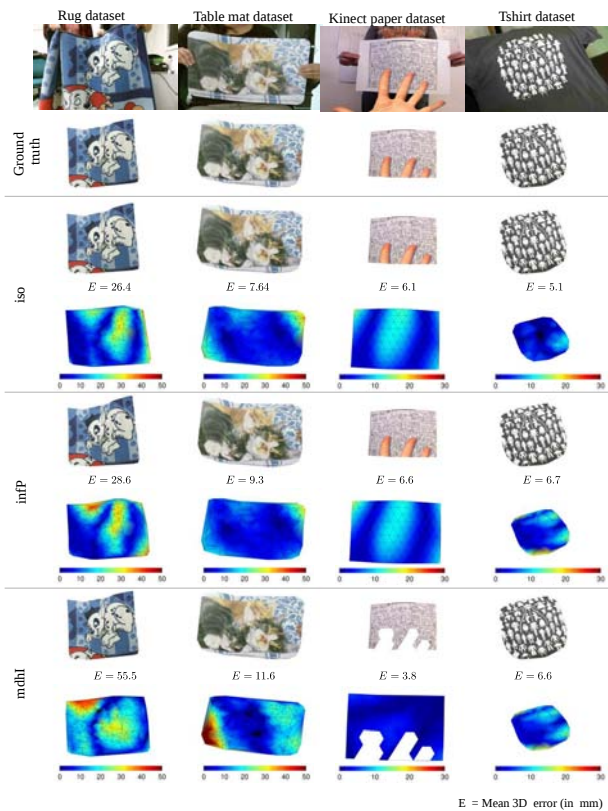 Rug dataset Table mat dataset Kinect paper dataset Tshirt dataset
Ground
truth
iso
E = 26.4 E = 7.64 E = 6.1 E = 5.1
0 10 20 30 40 50 0 10 20 30 40 50 0 10 20 30 0 10 20 30
infP
E = 28.6 E = 9.3 E = 6.6 E = 6.7
0 10 20 30 40 50 0 10 20 30 40 50 0 10 20 30 0 10 20 30
mdhI
E = 55.5 E = 11.6 E = 3.8 E = 6.6
0 10 20 30 40 50 0 10 20 30 40 50 0 10 20 30 0 10 20 30
E = Mean 3D error (in mm)